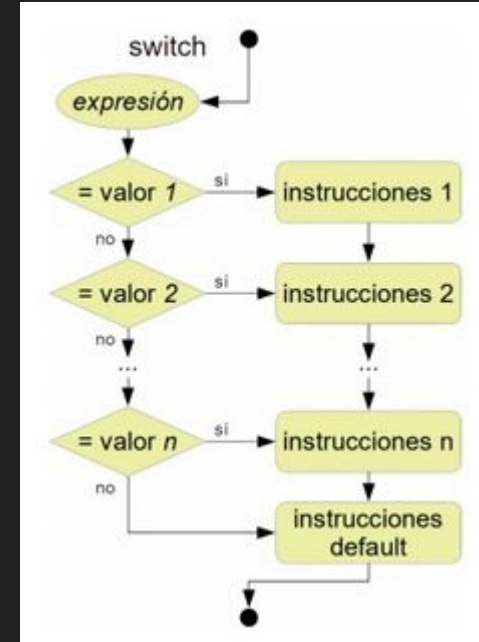 switch
expresión
= valor 1
si
instrucciones 1
no
= valor 2
si
instrucciones 2
no
...
...
= valor n
si
instrucciones n
no
instrucciones
default